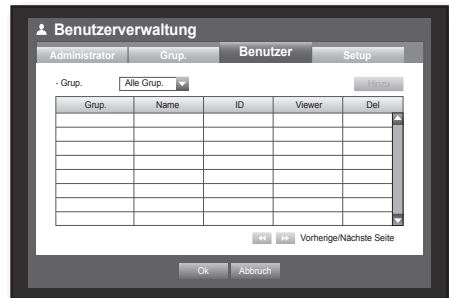 Benutzerverwaltung
Administrator Grup. Benutzer Setup
- Grup. Alle Grup. Hinzu
Grup. Name ID Viewer Del
Vorherige/Nächste Seite
Ok Abbruch